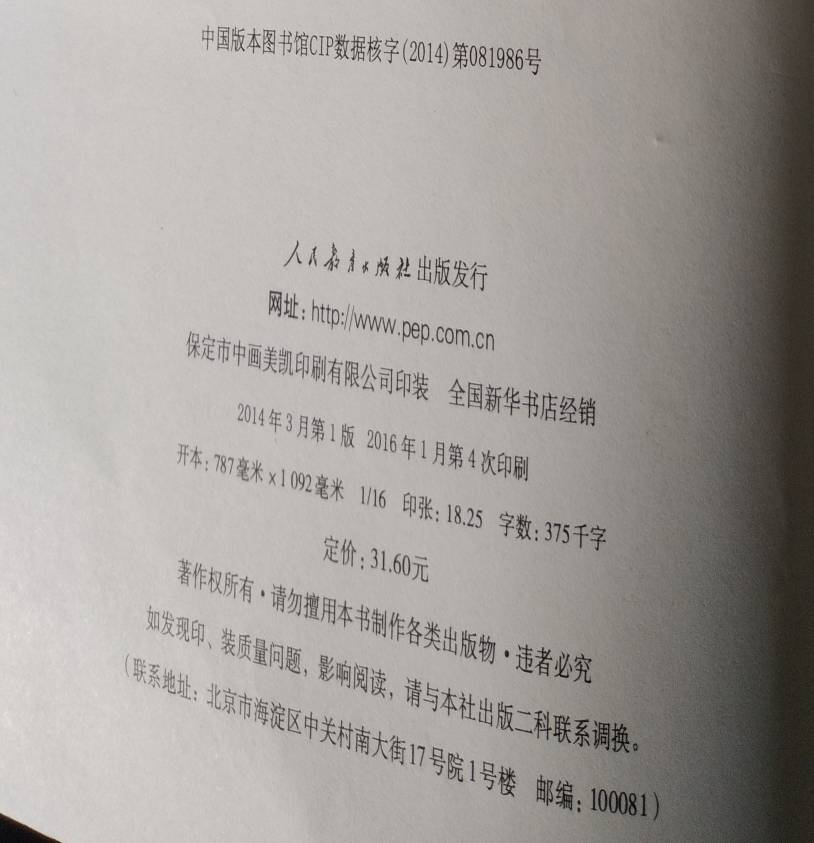 中国版本图书馆CIP数据核字(2014)第081986号
人民教育出版社出版发行
网址：http://www.pep.com.cn
保定市中画美凯印刷有限公司印装 全国新华书店经销
2014年3月第1版 2016年1月第4次印刷
开本：787毫米×1 092毫米 1/16 印张：18.25 字数：375千字
定价：31.60元
著作权所有·请勿擅用本书制作各类出版物·违者必究
如发现印、装质量问题，影响阅读，请与本社出版二科联系调换。
（联系地址：北京市海淀区中关村南大街17号院1号楼 邮编：100081）